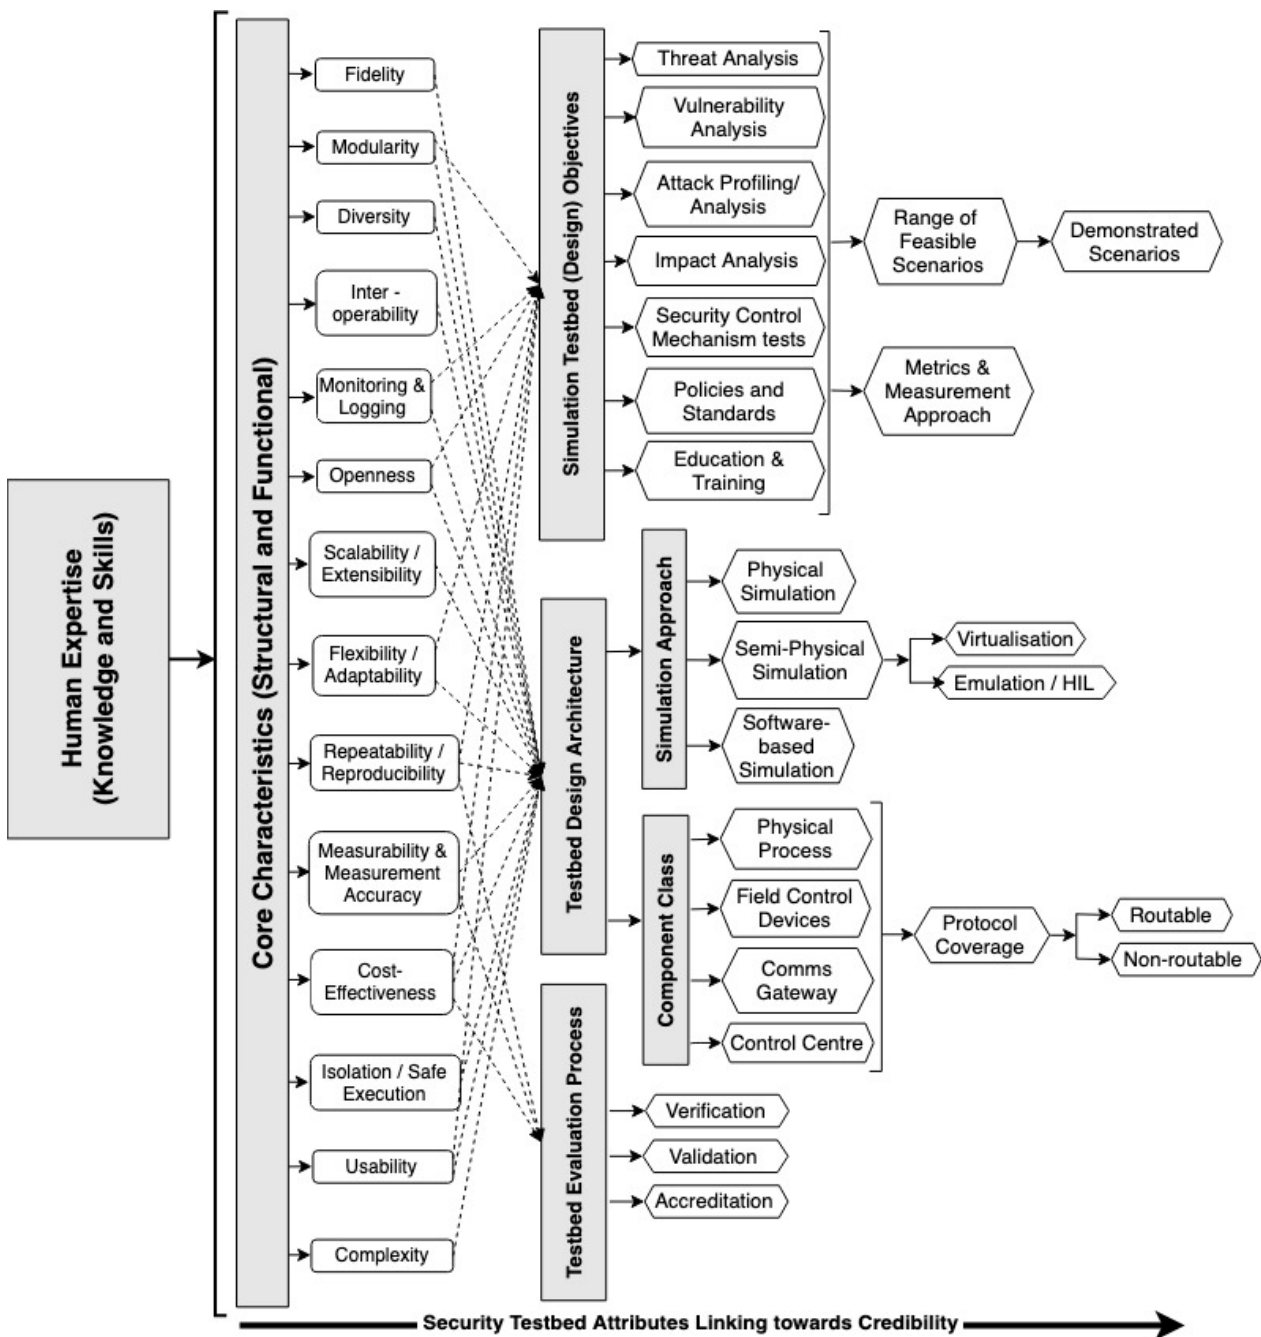 Human Expertise
(Knowledge and Skills)
Core Characteristics (Structural and Functional)
Fidelity
Modularity
Diversity
Inter -
operability
Monitoring &
Logging
Openness
Scalability /
Extensibility
Flexibility /
Adaptability
Repeatability /
Reproducibility
Measurability &
Measurement
Accuracy
Cost-
Effectiveness
Isolation / Safe
Execution
Usability
Complexity
Simulation Testbed (Design) Objectives
Threat Analysis
Vulnerability
Analysis
Attack Profiling/
Analysis
Impact Analysis
Security Control
Mechanism tests
Policies and
Standards
Education &
Training
Range of
Feasible
Scenarios
Demonstrated
Scenarios
Metrics &
Measurement
Approach
Testbed Design Architecture
Simulation Approach
Physical
Simulation
Semi-Physical
Simulation
Software-
based
Simulation
Virtualisation
Emulation / HIL
Component Class
Physical
Process
Field Control
Devices
Comms
Gateway
Control Centre
Protocol
Coverage
Routable
Non-routable
Testbed Evaluation Process
Verification
Validation
Accreditation
Security Testbed Attributes Linking towards Credibility